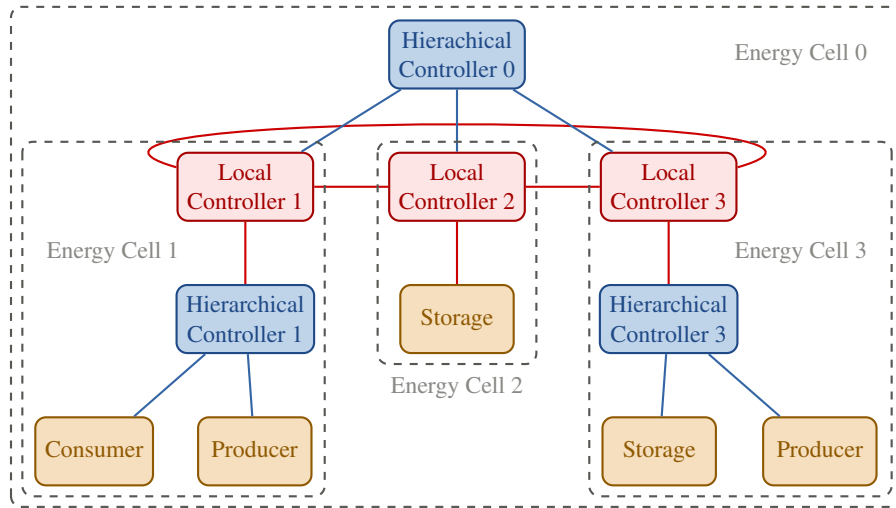 Hierachical
Controller 0
Energy Cell 0
Local
Controller 1
Local
Controller 2
Local
Controller 3
Energy Cell 1
Energy Cell 3
Hierarchical
Controller 1
Storage
Hierarchical
Controller 3
Energy Cell 2
Consumer
Producer
Storage
Producer